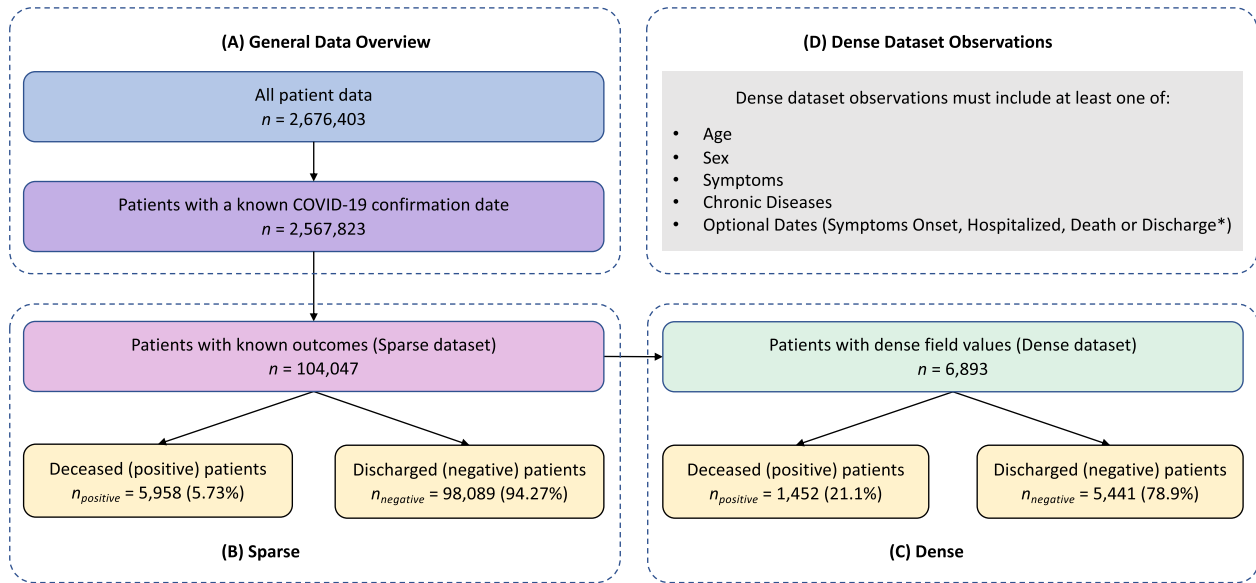 (A) General Data Overview
All patient data
n = 2,676,403
Patients with a known COVID-19 confirmation date
n = 2,567,823
(D) Dense Dataset Observations
Dense dataset observations must include at least one of:
• Age
• Sex
• Symptoms
• Chronic Diseases
• Optional Dates (Symptoms Onset, Hospitalized, Death or Discharge*)
Patients with known outcomes (Sparse dataset)
n = 104,047
Deceased (positive) patients
npositive = 5,958 (5.73%)
Discharged (negative) patients
nnegative = 98,089 (94.27%)
(B) Sparse
Patients with dense field values (Dense dataset)
n = 6,893
Deceased (positive) patients
npositive = 1,452 (21.1%)
Discharged (negative) patients
nnegative = 5,441 (78.9%)
(C) Dense